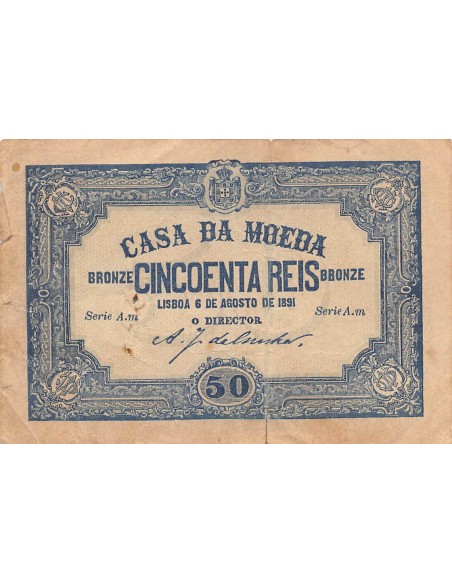 CASA DA MOEDA
BRONZE CINCOENTA REIS BRONZE
LISBOA 6 DE AGOSTO DE 1891
Serie A.m O DIRECTOR Serie A.m
50